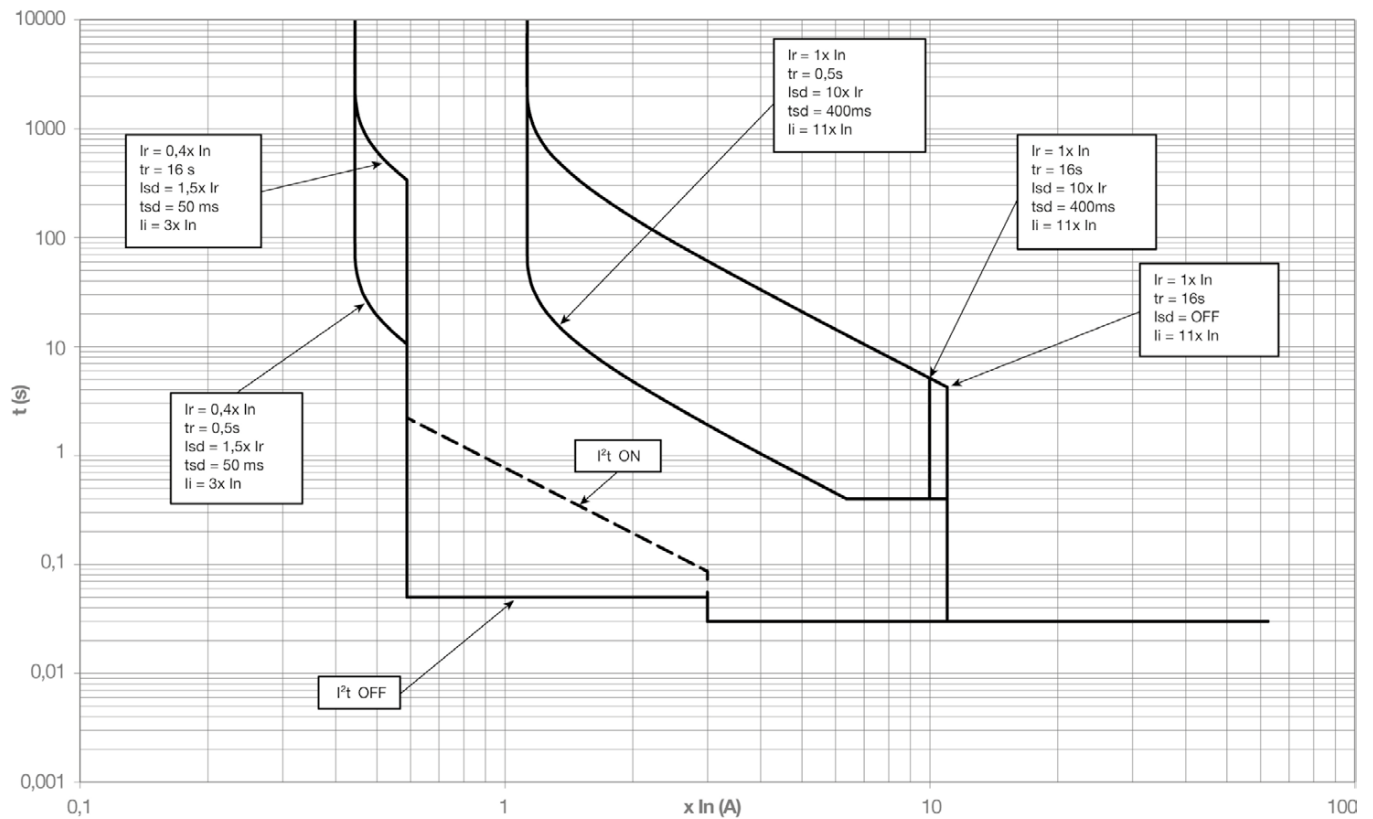 10000
1000
100
10
1
0,1
0,01
0,001
t (s)
0,1
1
x In (A)
10
100
Ir = 1x In
tr = 0,5s
Isd = 10x Ir
tsd = 400ms
Ii = 11x In
Ir = 0,4x In
tr = 16 s
Isd = 1,5x Ir
tsd = 50 ms
Ii = 3x In
Ir = 1x In
tr = 16s
Isd = 10x Ir
tsd = 400ms
Ii = 11x In
Ir = 1x In
tr = 16s
Isd = OFF
Ii = 11x In
Ir = 0,4x In
tr = 0,5s
Isd = 1,5x Ir
tsd = 50 ms
Ii = 3x In
I²t ON
I²t OFF